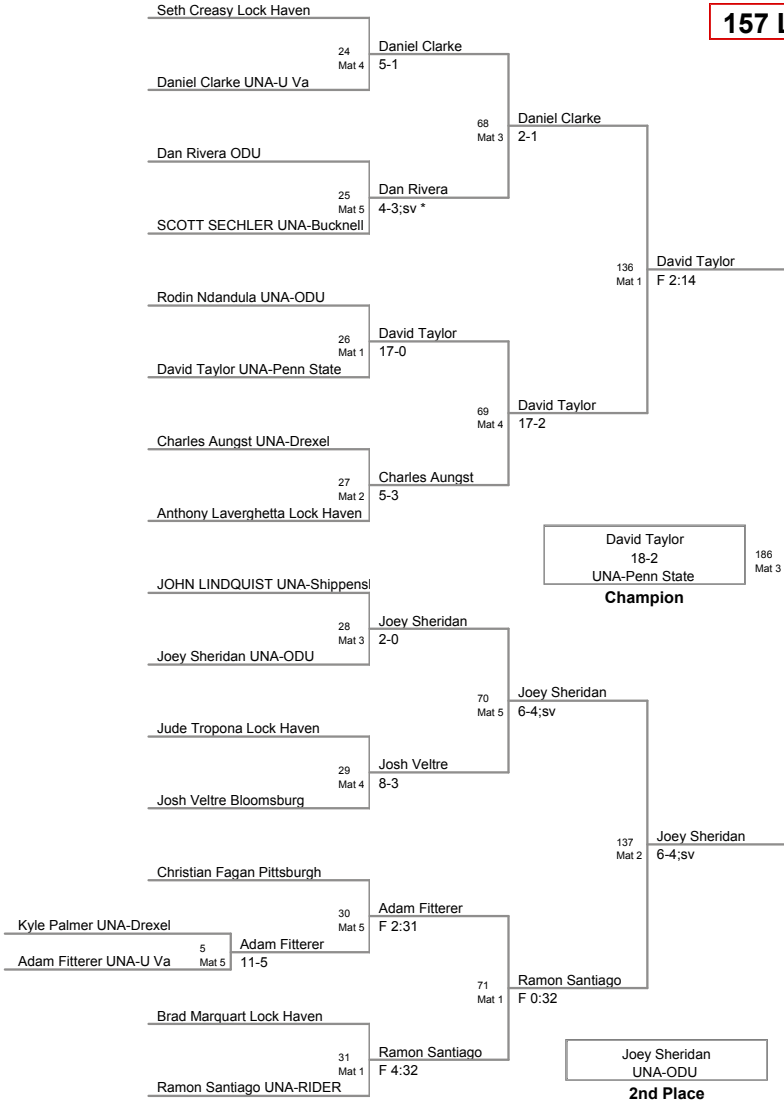 157 L
Seth Creasy Lock Haven
24
Mat 4
Daniel Clarke
5-1
Daniel Clarke UNA-U Va
68
Mat 3
Daniel Clarke
2-1
Dan Rivera ODU
25
Mat 5
Dan Rivera
4-3;sv *
SCOTT SECHLER UNA-Bucknell
136
Mat 1
David Taylor
F 2:14
Rodin Ndandula UNA-ODU
26
Mat 1
David Taylor
17-0
David Taylor UNA-Penn State
69
Mat 4
David Taylor
17-2
Charles Aungst UNA-Drexel
27
Mat 2
Charles Aungst
5-3
Anthony Laverghetta Lock Haven
David Taylor
18-2
UNA-Penn State
186
Mat 3
Champion
JOHN LINDQUIST UNA-Shippens
28
Mat 3
Joey Sheridan
2-0
Joey Sheridan UNA-ODU
70
Mat 5
Joey Sheridan
6-4;sv
Jude Tropona Lock Haven
29
Mat 4
Josh Veltre
8-3
Josh Veltre Bloomsburg
137
Mat 2
Joey Sheridan
6-4;sv
Christian Fagan Pittsburgh
30
Mat 5
Adam Fitterer
F 2:31
Kyle Palmer UNA-Drexel
5
Mat 5
Adam Fitterer
11-5
Adam Fitterer UNA-U Va
71
Mat 1
Ramon Santiago
F 0:32
Brad Marquart Lock Haven
31
Mat 1
Ramon Santiago
F 4:32
Ramon Santiago UNA-RIDER
Joey Sheridan
UNA-ODU
2nd Place